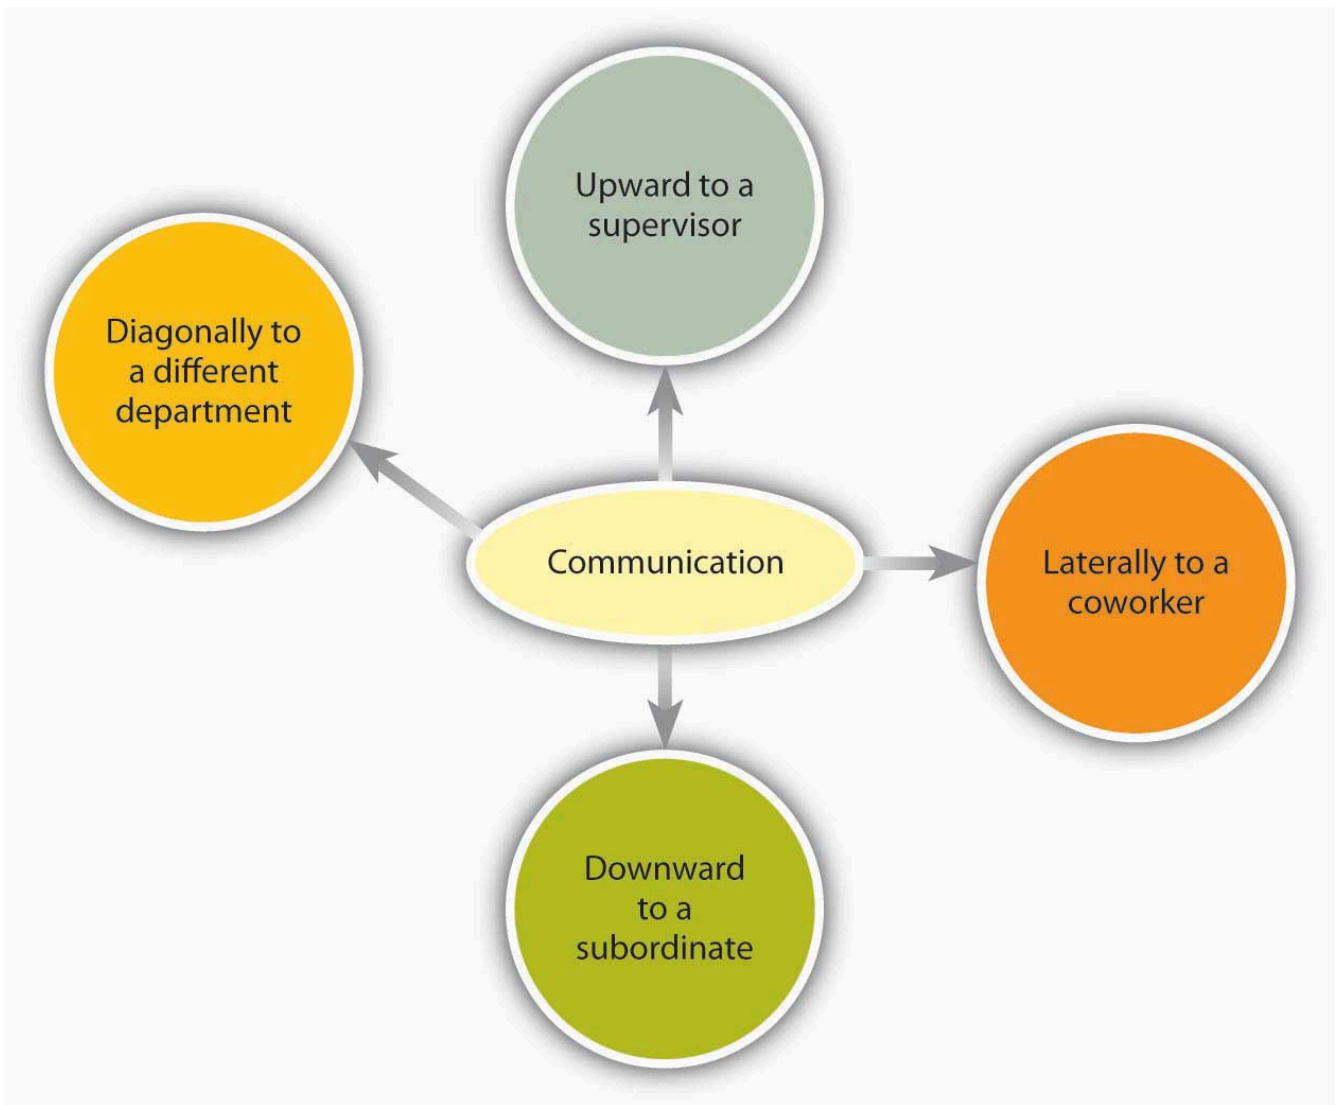 Upward to a
supervisor
Diagonally to
a different
department
Communication
Laterally to a
coworker
Downward
to a
subordinate